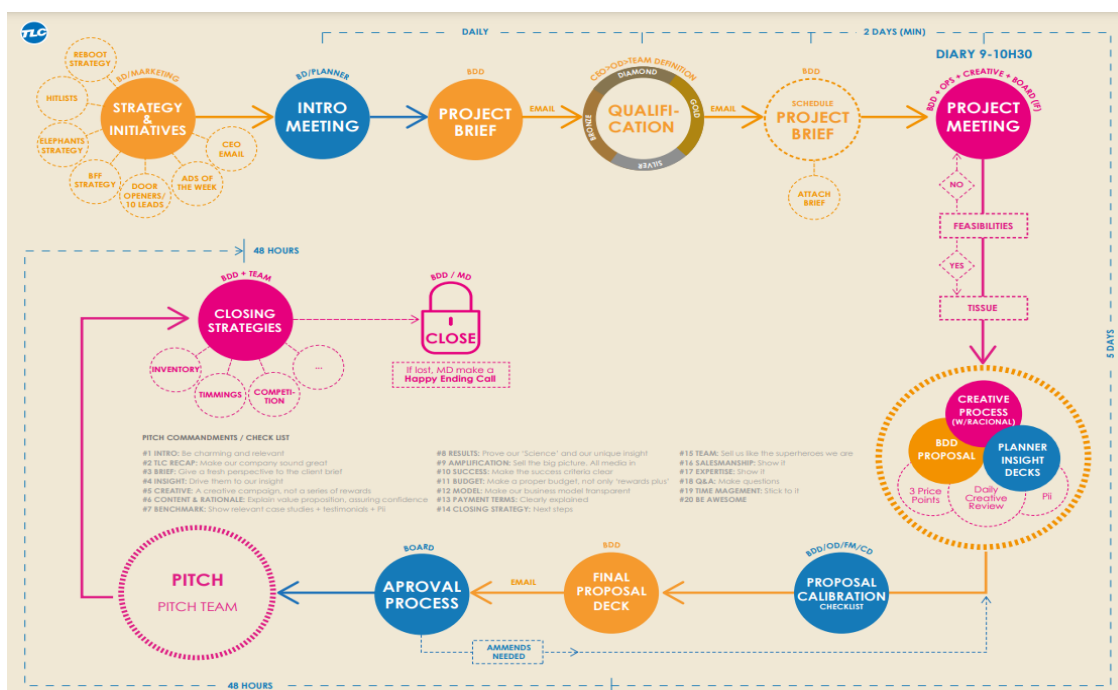 TLC
DAILY
2 DAYS (MIN)
DIARY 9-10H30
REBOOT
STRATEGY
HITLISTS
ELEPHANTS
STRATEGY
BFF
STRATEGY
DOOR
OPENERS/
10 LEADS
ADS OF
THE WEEK
CEO
EMAIL
BD/MARKETING
STRATEGY
&
INITIATIVES
BD/PLANNER
INTRO
MEETING
BDD
PROJECT
BRIEF
EMAIL
CEO>OD>TEAM DEFINITION
DIAMOND
GOLD
SILVER
BRONZE
QUALIFI-
CATION
EMAIL
BDD
SCHEDULE
PROJECT
BRIEF
ATTACH
BRIEF
BDD + OPS + CREATIVE + BOARD (IF)
PROJECT
MEETING
NO
FEASIBILITIES
YES
TISSUE
5 DAYS
48 HOURS
BDD + TEAM
CLOSING
STRATEGIES
INVENTORY
TIMMINGS
COMPETI-
TION
...
BDD / MD
CLOSE
If lost, MD make a
Happy Ending Call
CREATIVE
PROCESS
(W/RACIONAL)
BDD
PROPOSAL
PLANNER
INSIGHT
DECKS
3 Price
Points
Daily
Creative
Review
Pii
PITCH COMMANDMENTS / CHECK LIST
#1 INTRO: Be charming and relevant
#2 TLC RECAP: Make our company sound great
#3 BRIEF: Give a fresh perspective to the client brief
#4 INSIGHT: Drive them to our insight
#5 CREATIVE: A creative campaign, not a series of rewards
#6 CONTENT & RATIONALE: Explain value proposition, assuring confidence
#7 BENCHMARK: Show relevant case studies + testimonials + Pii
#8 RESULTS: Prove our 'Science' and our unique insight
#9 AMPLIFICATION: Sell the big picture. All media in
#10 SUCCESS: Make the success criteria clear
#11 BUDGET: Make a proper budget, not only 'rewards plus'
#12 MODEL: Make our business model transparent
#13 PAYMENT TERMS: Clearly explained
#14 CLOSING STRATEGY: Next steps
#15 TEAM: Sell us like the superheroes we are
#16 SALESMANSHIP: Show it
#17 EXPERTISE: Show it
#18 Q&A: Make questions
#19 TIME MAGEMENT: Stick to it
#20 BE AWESOME
PITCH
PITCH TEAM
BOARD
APROVAL
PROCESS
EMAIL
BDD
FINAL
PROPOSAL
DECK
BDD/OD/FM/CD
PROPOSAL
CALIBRATION
CHECKLIST
AMMENDS
NEEDED
48 HOURS